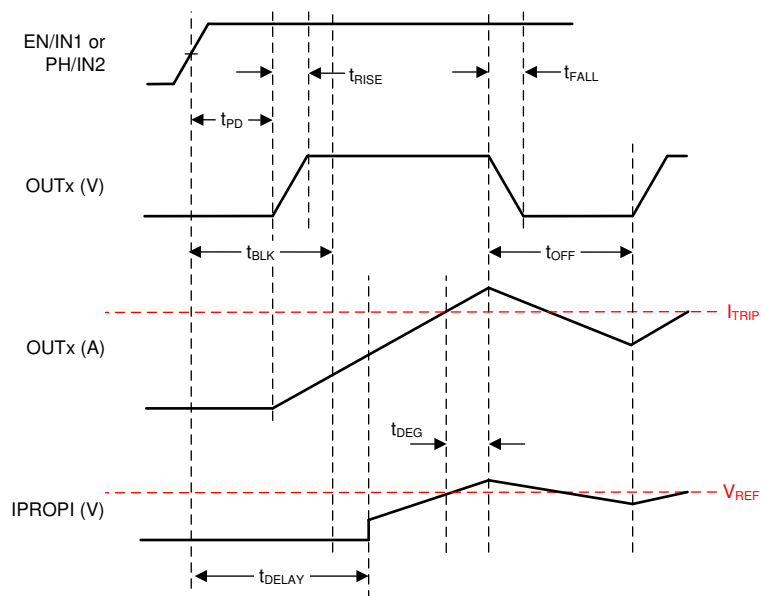 EN/IN1 or
PH/IN2
tRISE
tFALL
tPD
OUTx (V)
tBLK
tOFF
ITRIP
OUTx (A)
tDEG
VREF
IPROPI (V)
tDELAY